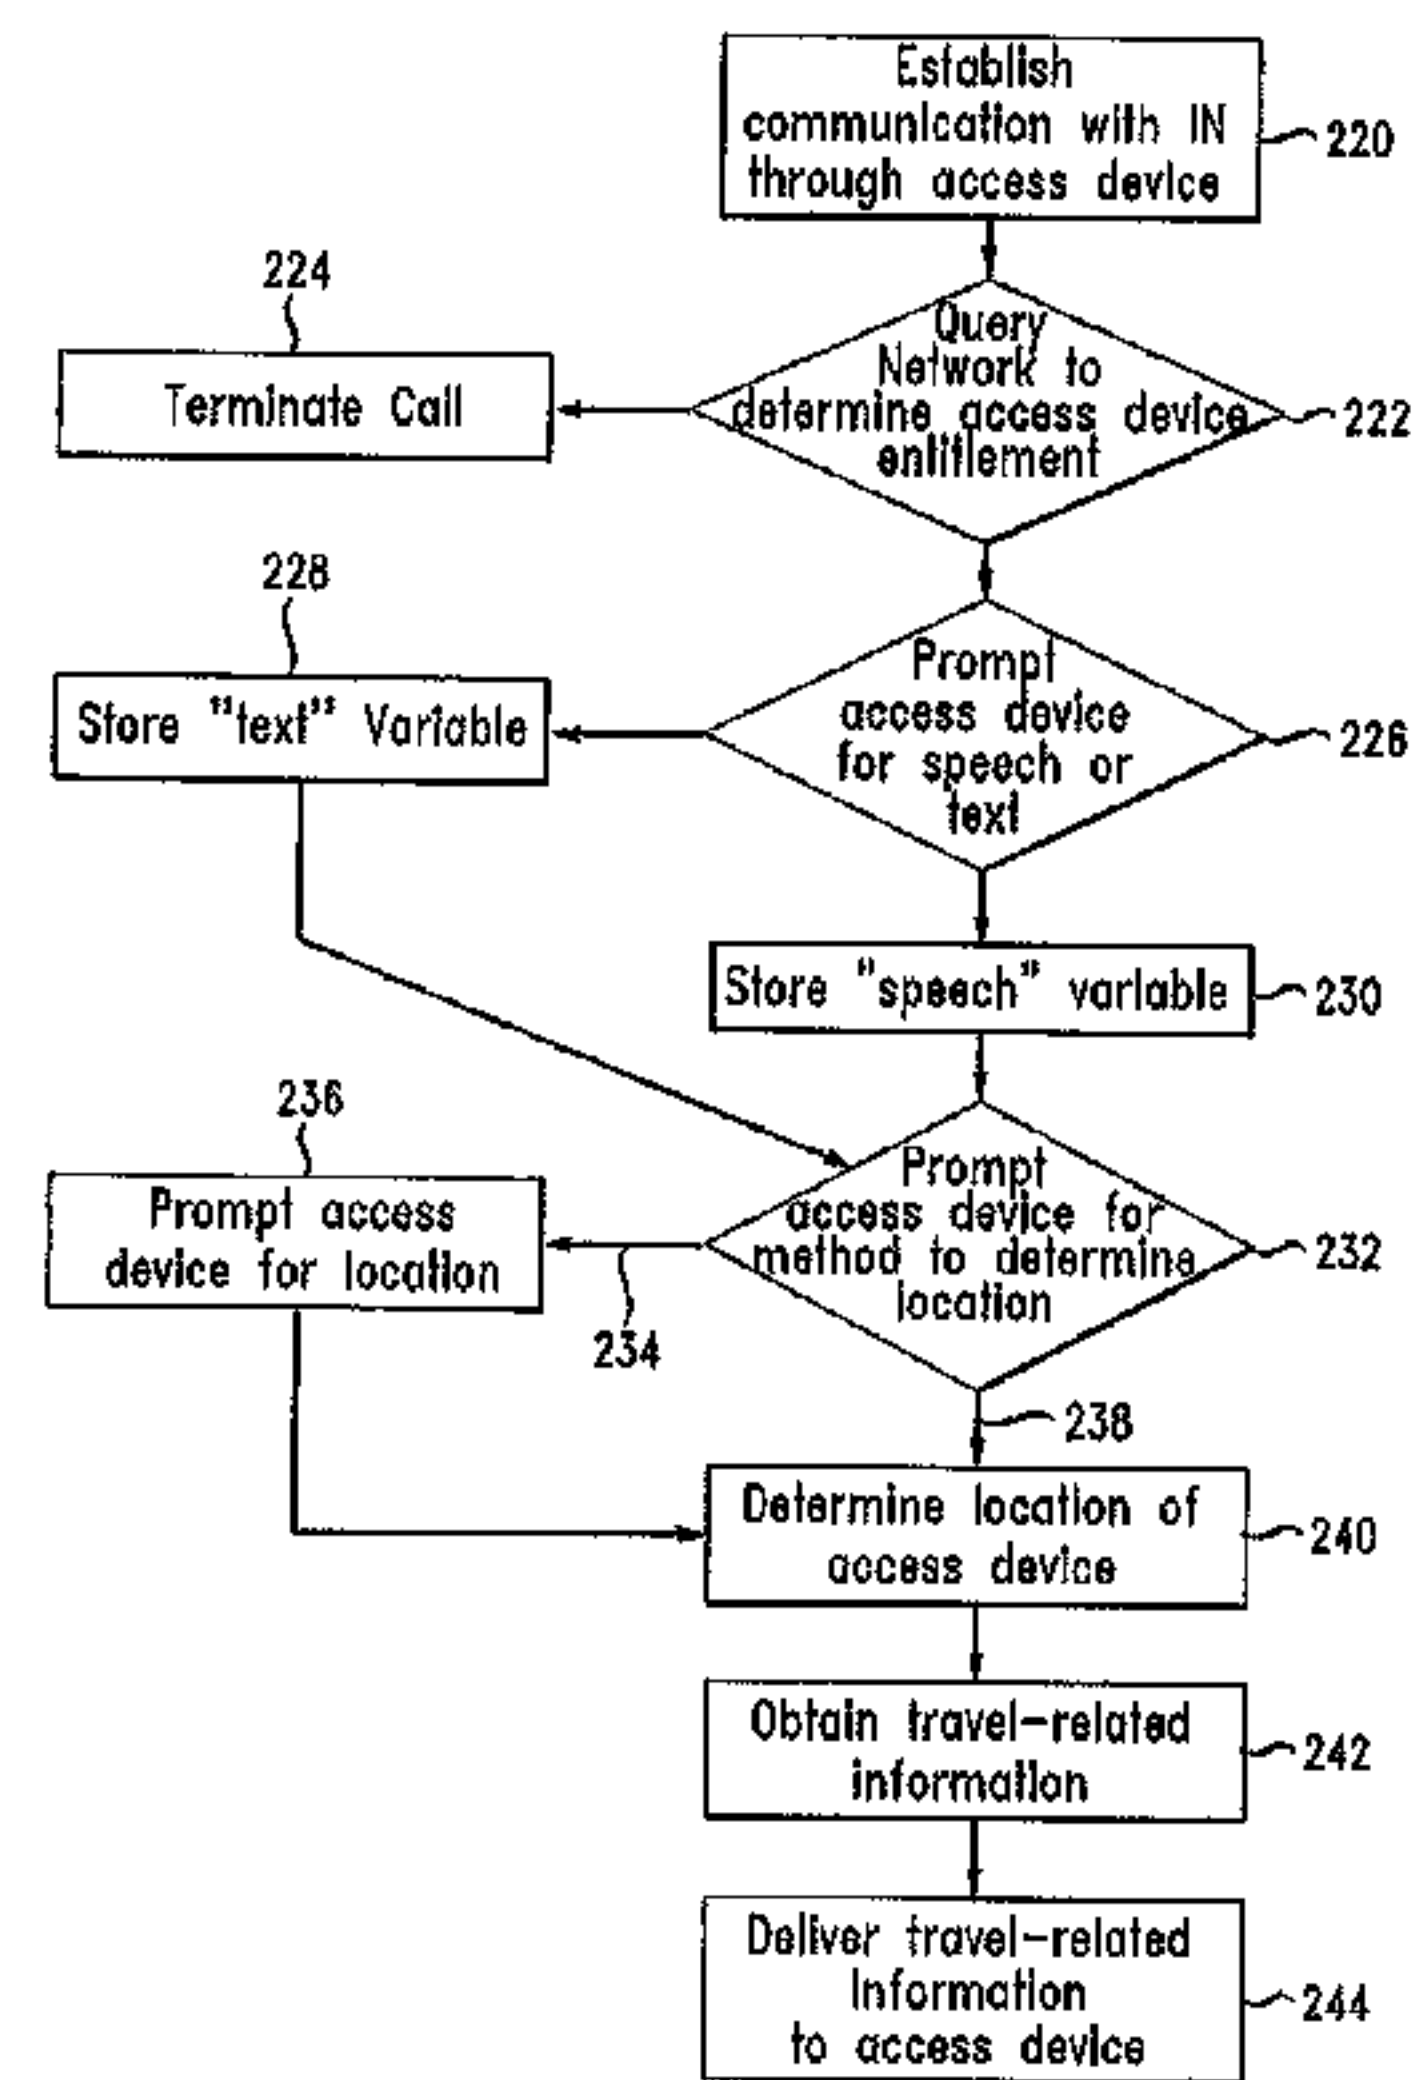 Establish
communication with IN
through access device
220
224
Terminate Call
Query
Network to
determine access device
entitlement
222
228
Store "text" Variable
Prompt
access device
for speech or
text
226
Store "speech" variable
230
236
Prompt access
device for location
Prompt
access device for
method to determine
location
232
234
238
Determine location of
access device
240
Obtain travel-related
information
242
Deliver travel-related
Information
to access device
244